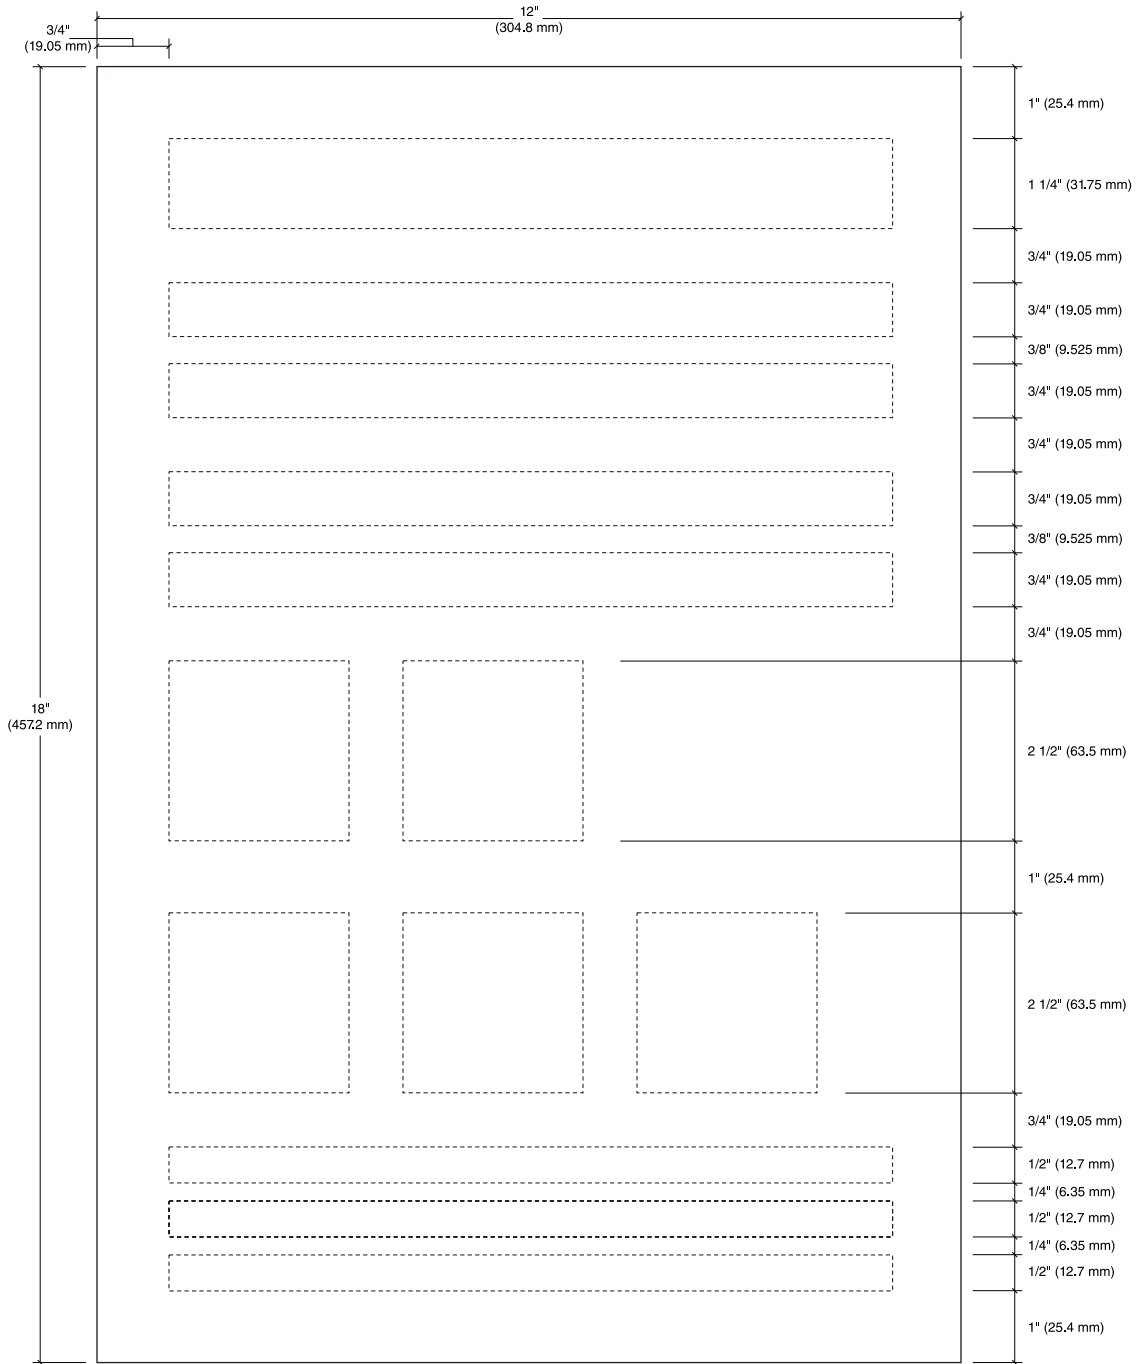 12"
(304.8 mm)
3/4"
(19.05 mm)
1" (25.4 mm)
1 1/4" (31.75 mm)
3/4" (19.05 mm)
3/4" (19.05 mm)
3/8" (9.525 mm)
3/4" (19.05 mm)
3/4" (19.05 mm)
3/4" (19.05 mm)
3/8" (9.525 mm)
3/4" (19.05 mm)
3/4" (19.05 mm)
18"
(457.2 mm)
2 1/2" (63.5 mm)
1" (25.4 mm)
2 1/2" (63.5 mm)
3/4" (19.05 mm)
1/2" (12.7 mm)
1/4" (6.35 mm)
1/2" (12.7 mm)
1/4" (6.35 mm)
1/2" (12.7 mm)
1" (25.4 mm)